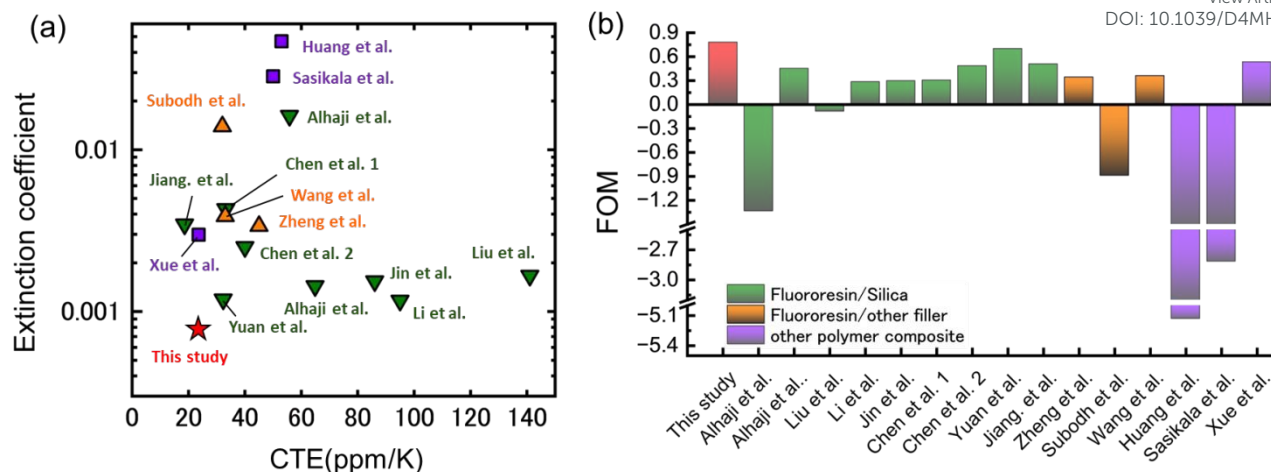 View Arti
DOI: 10.1039/D4MH
(a)
Extinction coefficient
0.01
0.001
Huang et al.
Sasikala et al.
Subodh et al.
Alhaji et al.
Jiang. et al.
Chen et al. 1
Wang et al.
Zheng et al.
Xue et al.
Chen et al. 2
Liu et al.
Jin et al.
Alhaji et al.
Li et al.
Yuan et al.
This study
0 20 40 60 80 100 120 140
CTE(ppm/K)
(b)
FOM
0.9
0.6
0.3
0.0
-0.3
-0.6
-0.9
-1.2
-2.7
-3.0
-5.1
-5.4
Fluororesin/Silica
Fluororesin/other filler
other polymer composite
This study
Alhaji et al.
Alhaji et al..
Liu et al.
Li et al.
Jin et al.
Chen et al. 1
Chen et al. 2
Yuan et al.
Jiang. et al.
Zheng et al.
Subodh et al.
Wang et al.
Huang et al.
Sasikala et al.
Xue et al.